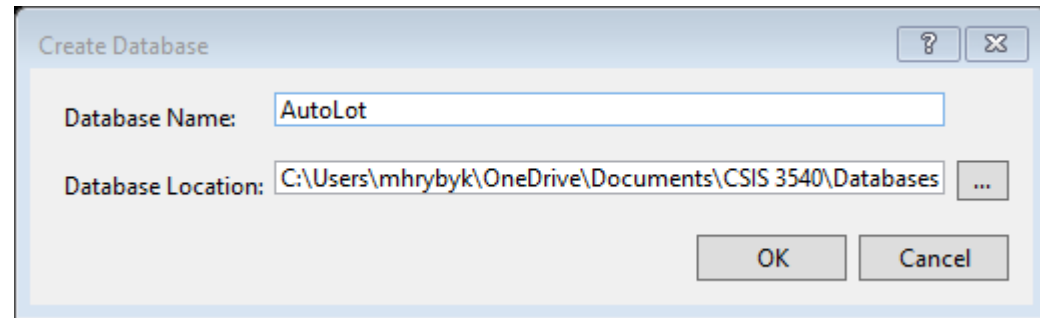 Create Database
Database Name: AutoLot
Database Location: C:\Users\mhrybyk\OneDrive\Documents\CSIS 3540\Databases ...
OK Cancel